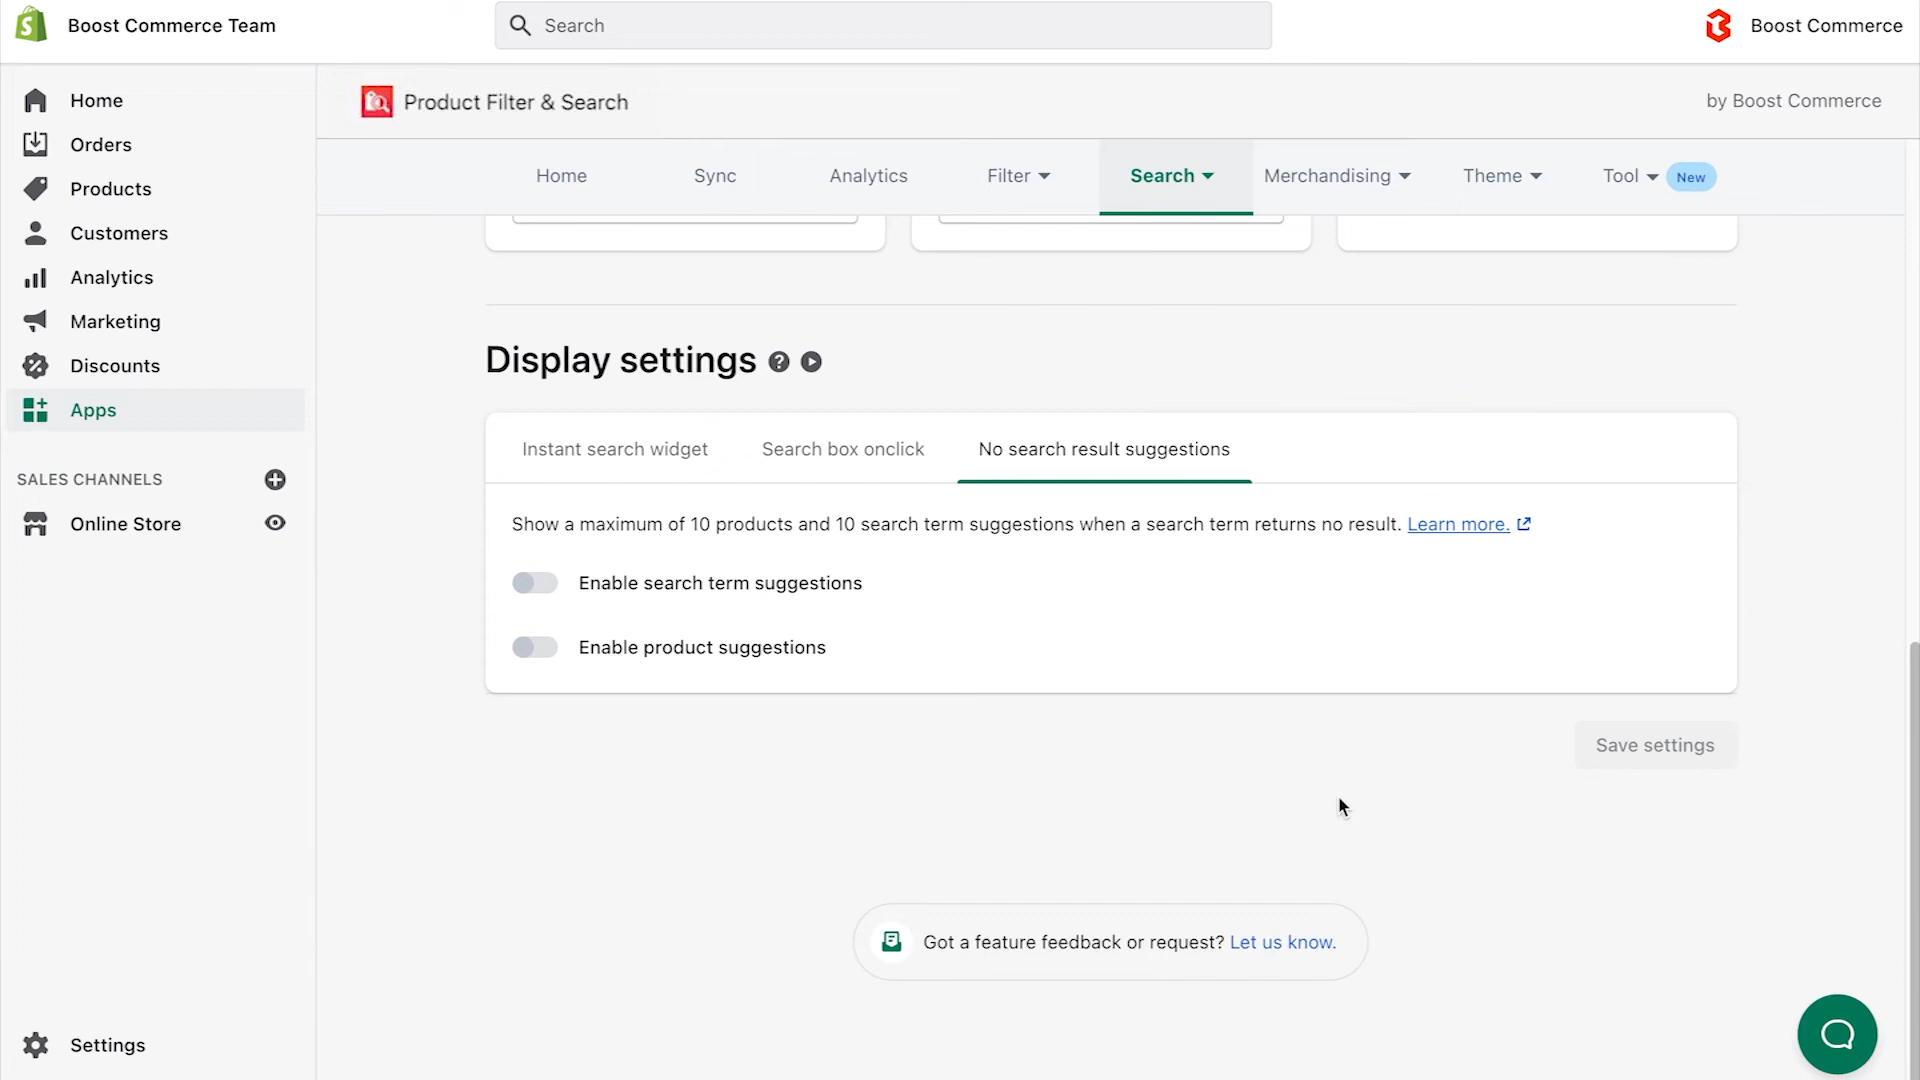 Boost Commerce Team
Search
Boost Commerce
Home
Orders
Products
Customers
Analytics
Marketing
Discounts
Apps
SALES CHANNELS
Online Store
Settings
Product Filter & Search
by Boost Commerce
Home Sync Analytics Filter Search Merchandising Theme Tool New
Display settings
Instant search widget Search box onclick No search result suggestions
Show a maximum of 10 products and 10 search term suggestions when a search term returns no result. Learn more.
Enable search term suggestions
Enable product suggestions
Save settings
Got a feature feedback or request? Let us know.